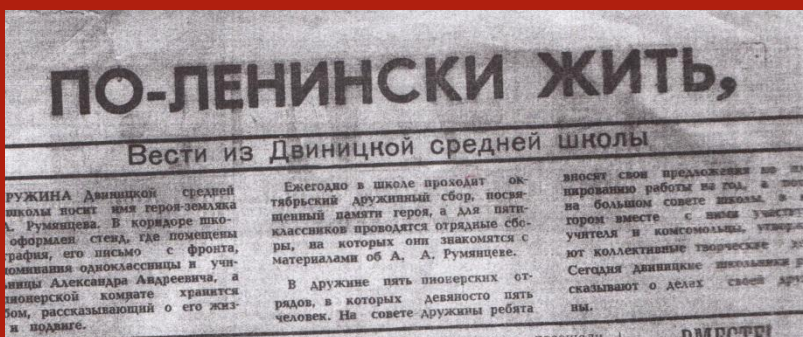 ПО-ЛЕНИНСКИ ЖИТЬ,
Вести из Двиницкой средней школы
РУЖИНА Двиницкой средней
школы носит имя героя-земляка
Румянцева. В коридоре шко-
оформлен стенд, где помещены
графия, его письмо с фронта,
поминания одноклассницы и учи-
ницы Александра Андреевича, а
пионерской комнате хранится
бом, рассказывающий о его жиз-
и подвиге.
Ежегодно в школе проходит ок-
тябрьский дружинный сбор, посвя-
щенный памяти героя, а для пяти-
классников проводятся отрядные сбо-
ры, на которых они знакомятся с
материалами об А. А. Румянцеве.
В дружине пять пионерских от-
рядов, в которых девяносто пять
человек. На совете дружины ребята
вносят свои предложения по
нированию работы на год, а
на большом совете школы, в
тором вместе с ними участ
учителя и комсомольцы, утвер
ют коллективные творческие
Сегодня двиницкие школьники
сказывают о делах своей дру
ны.
ВМЕСТЕ!